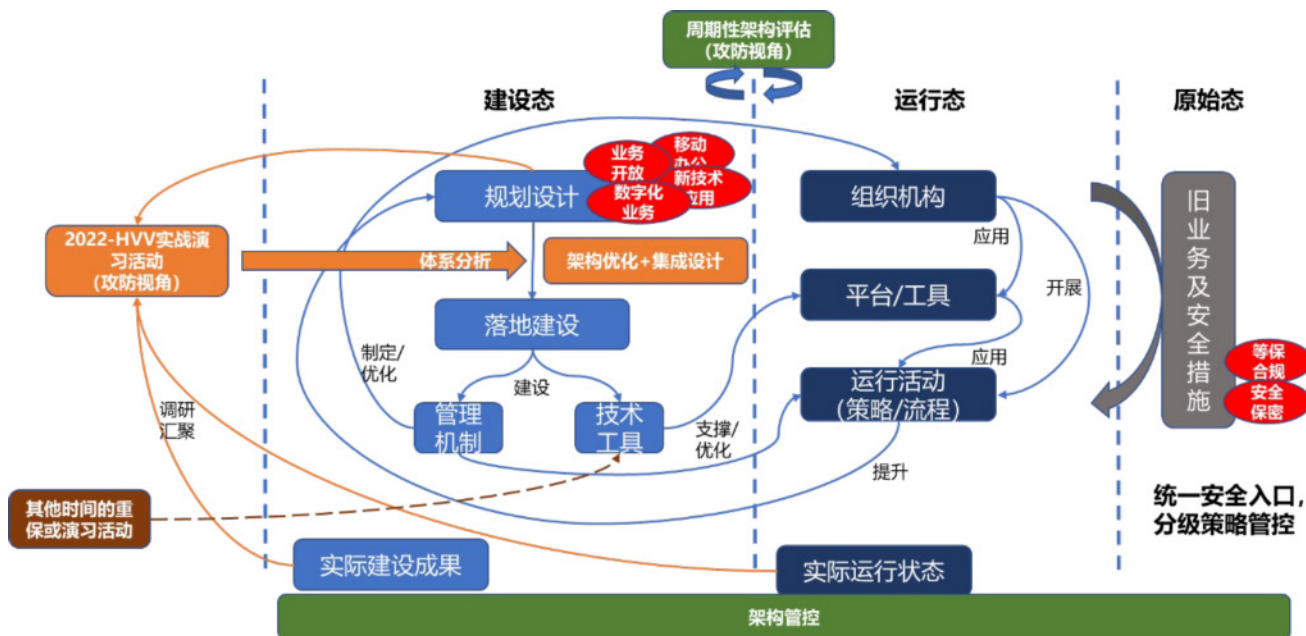 周期性架构评估
（攻防视角）
建设态
运行态
原始态
业务
开放
移动
办公
新技术
应用
数字化
业务
规划设计
组织机构
旧业务及安全措施
2022-HVV实战演
习活动
（攻防视角）
体系分析
架构优化+集成设计
应用
平台/工具
开展
落地建设
制定/
优化
建设
应用
运行活动
（策略/流程）
等保
合规
安全
保密
管理
机制
技术
工具
调研
汇聚
支撑/
优化
提升
其他时间的重
保或演习活动
统一安全入口，
分级策略管控
实际建设成果
实际运行状态
架构管控